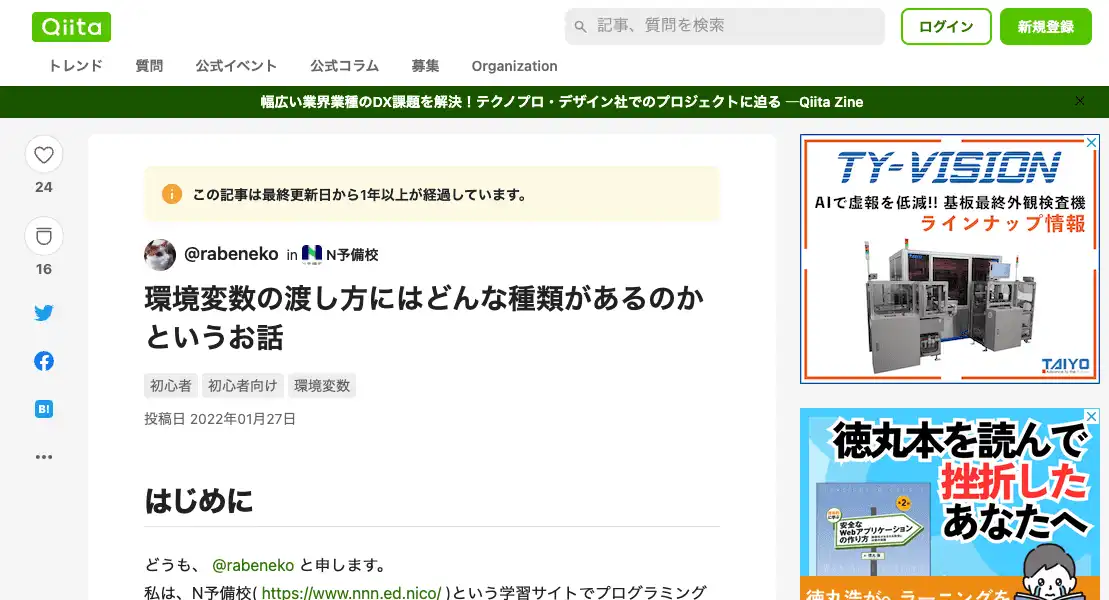 Qiita
記事、質問を検索
ログイン
新規登録
トレンド
質問
公式イベント
公式コラム
募集
Organization
幅広い業界業種のDX課題を解決！テクノプロ・デザイン社でのプロジェクトに迫る ―Qiita Zine
24
16
B!
この記事は最終更新日から1年以上が経過しています。
@rabeneko in N予備校
環境変数の渡し方にはどんな種類があるのか
というお話
初心者
初心者向け
環境変数
投稿日 2022年01月27日
はじめに
どうも、 @rabeneko と申します。
私は、N予備校( https://www.nnn.ed.nico/ )という学習サイトでプログラミング
TY-VISION
AIで虚報を低減!! 基板最終外観検査機
ラインナップ情報
TAIYO
徳丸本を読んで
挫折した
あなたへ
第2版
安全な
Webアプリケーション
の作り方
徳丸浩がeラーニングを